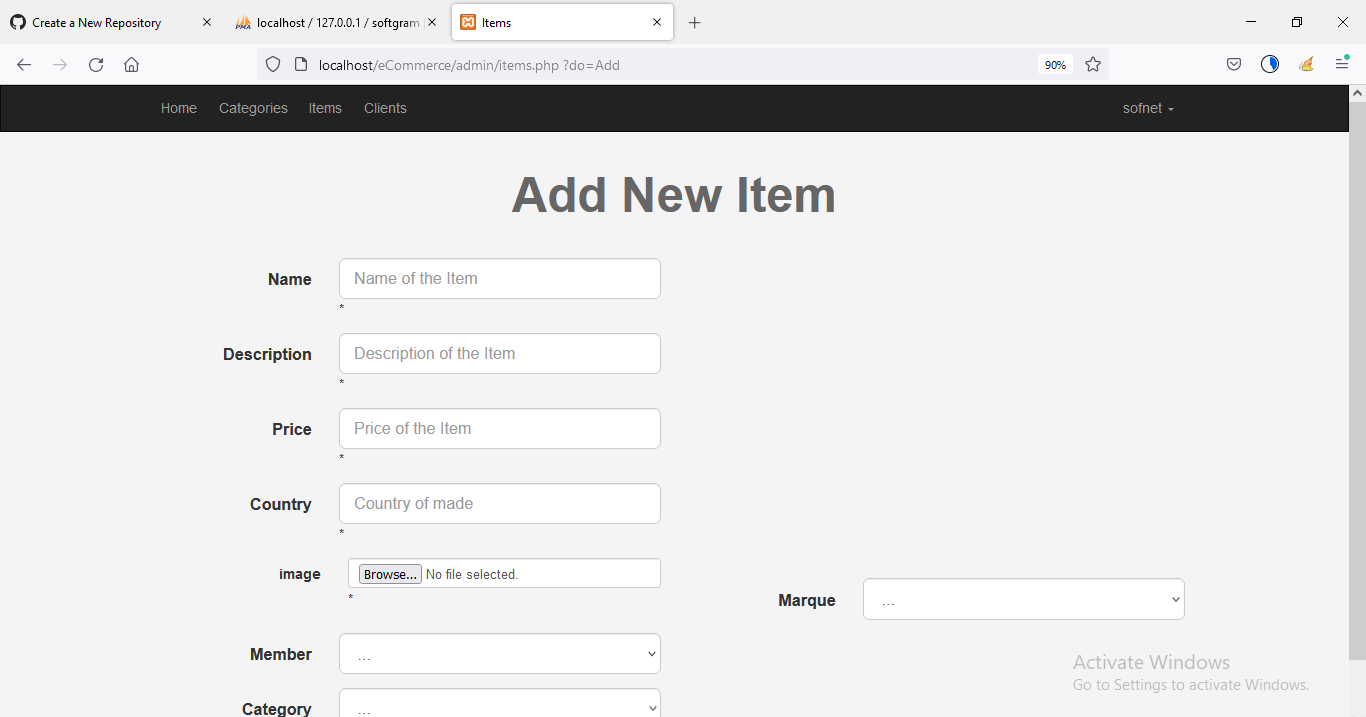 Create a New Repository
PMA
localhost / 127.0.0.1 / softgram
Items
localhost/eCommerce/admin/items.php ?do=Add
90%
Home Categories Items Clients sofnet
Add New Item
Name Name of the Item
*
Description Description of the Item
*
Price Price of the Item
*
Country Country of made
*
image Browse... No file selected.
*
Marque ...
Member ...
Category ...
Activate Windows
Go to Settings to activate Windows.